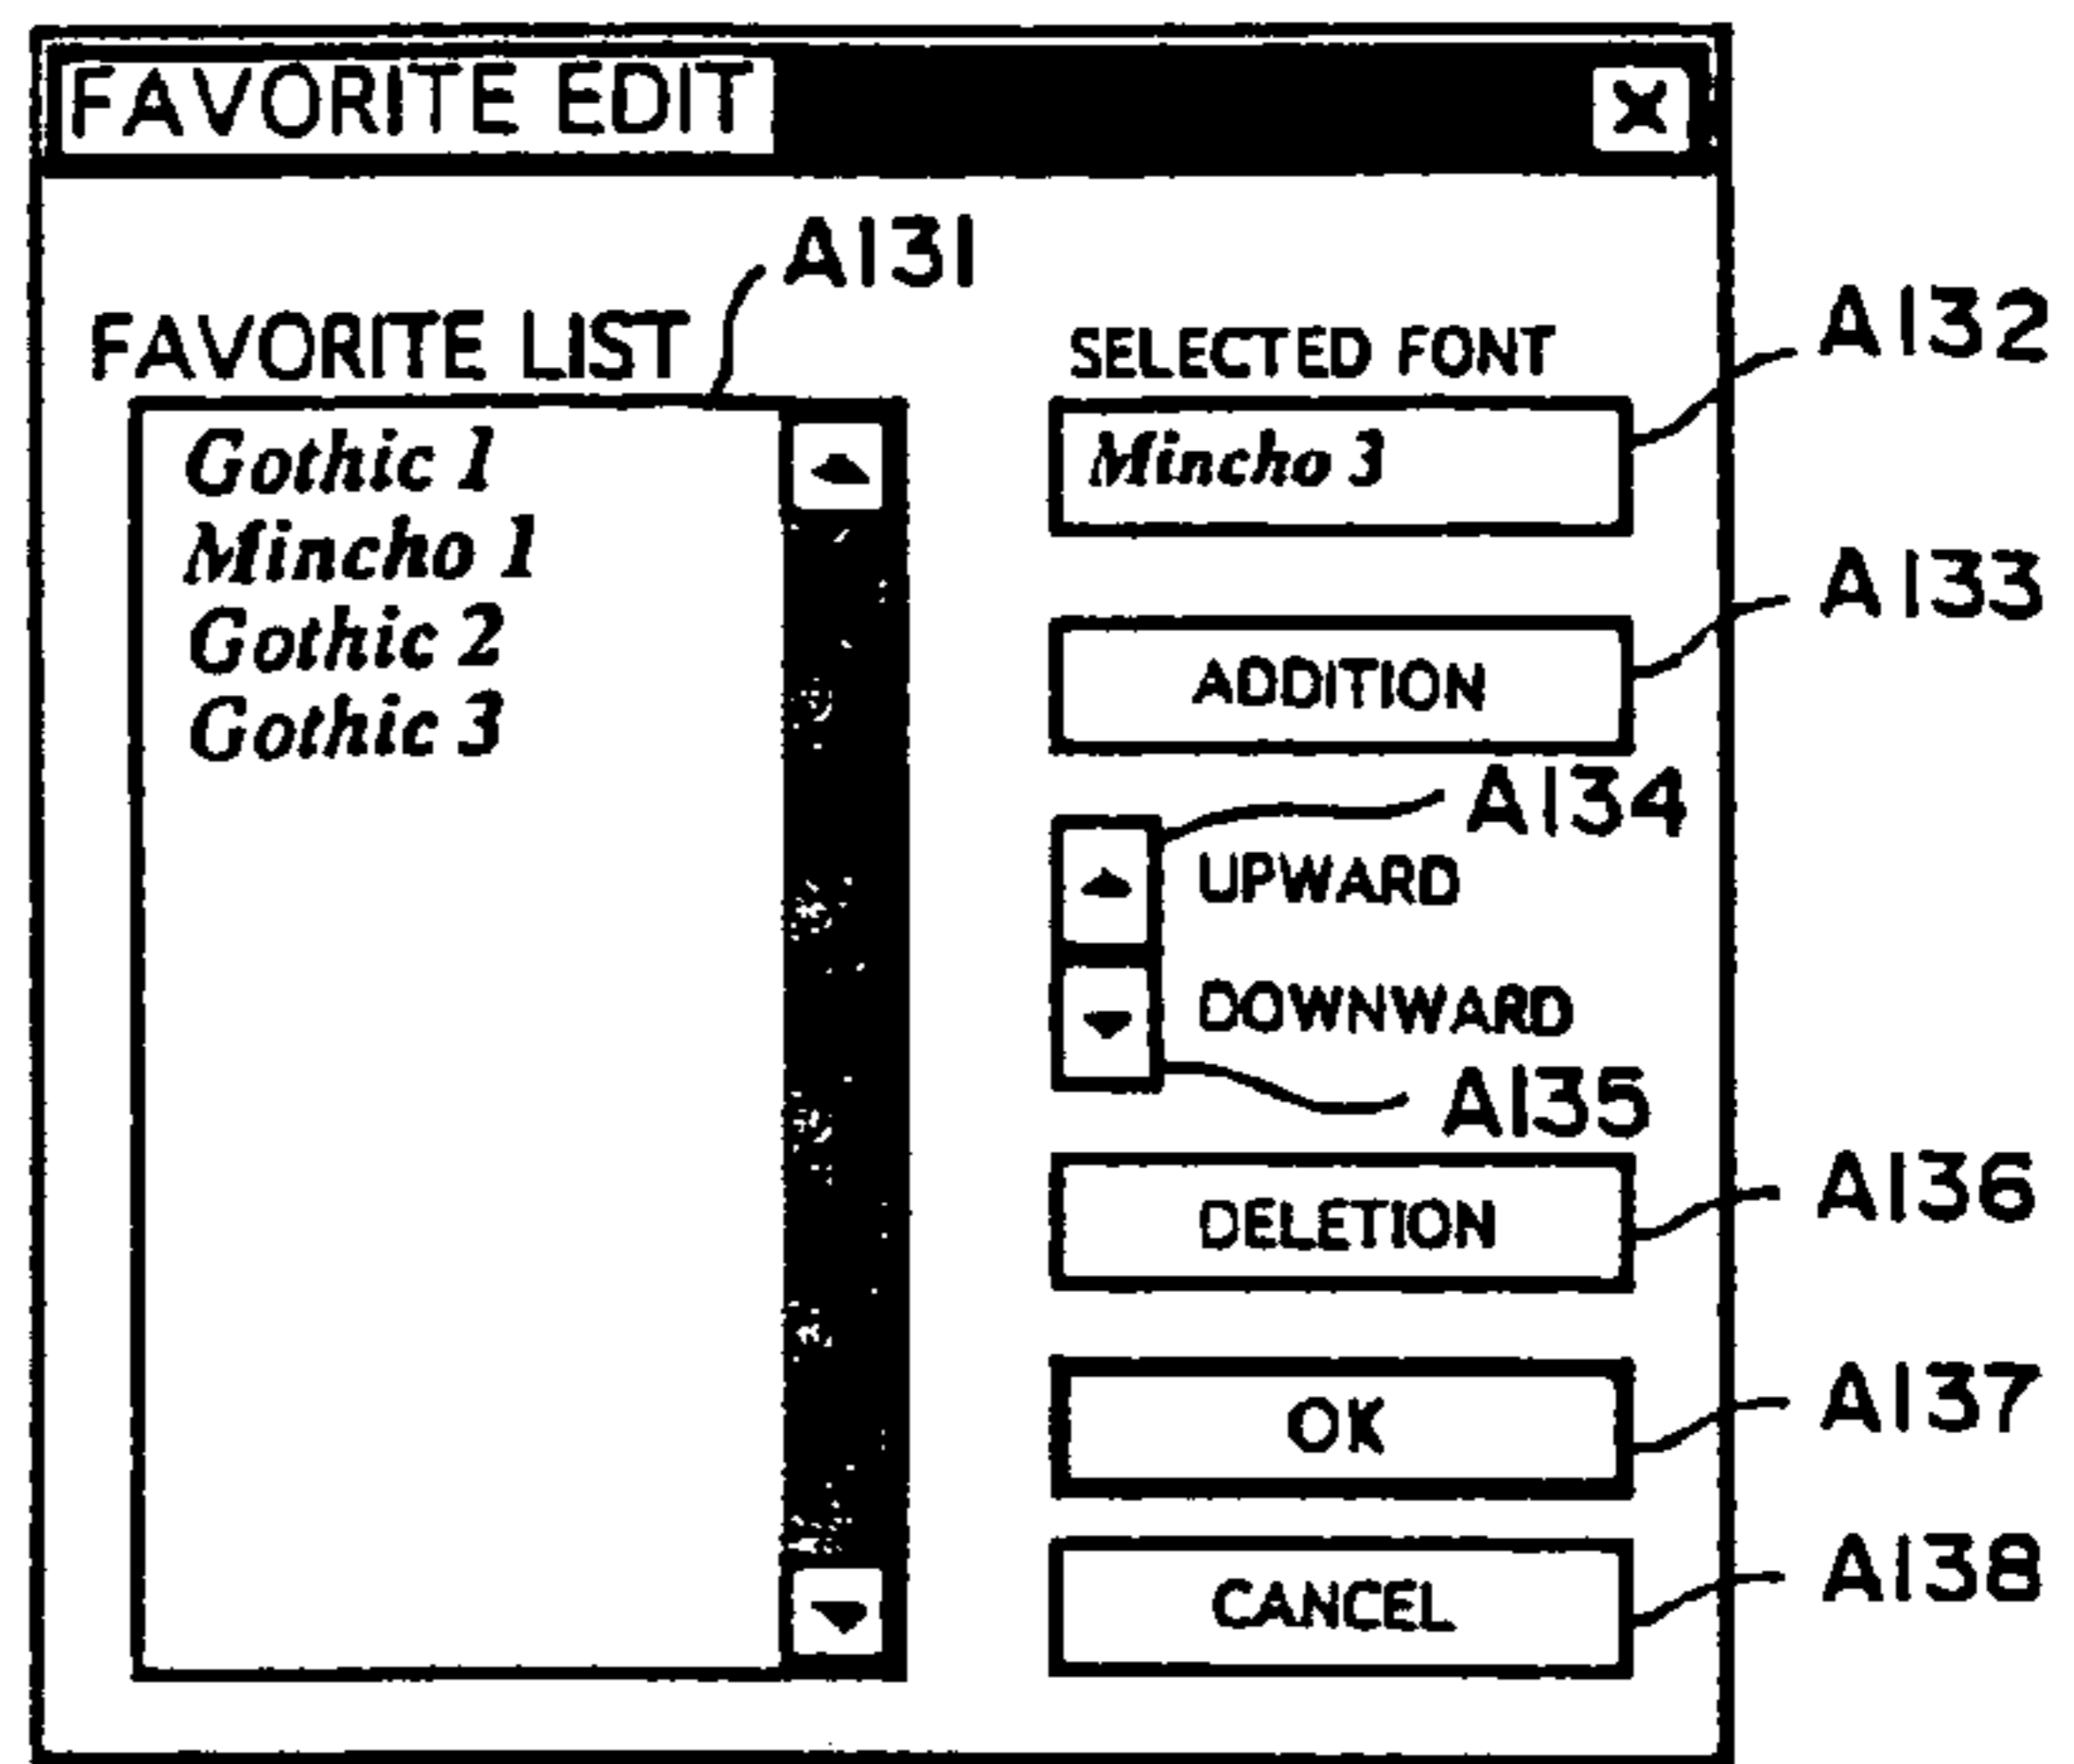 FAVORITE EDIT X
A131
FAVORITE LIST
Gothic 1
Mincho 1
Gothic 2
Gothic 3
SELECTED FONT
A132
Mincho 3
A133
ADDITION
A134
UPWARD
DOWNWARD
A135
A136
DELETION
A137
OK
A138
CANCEL